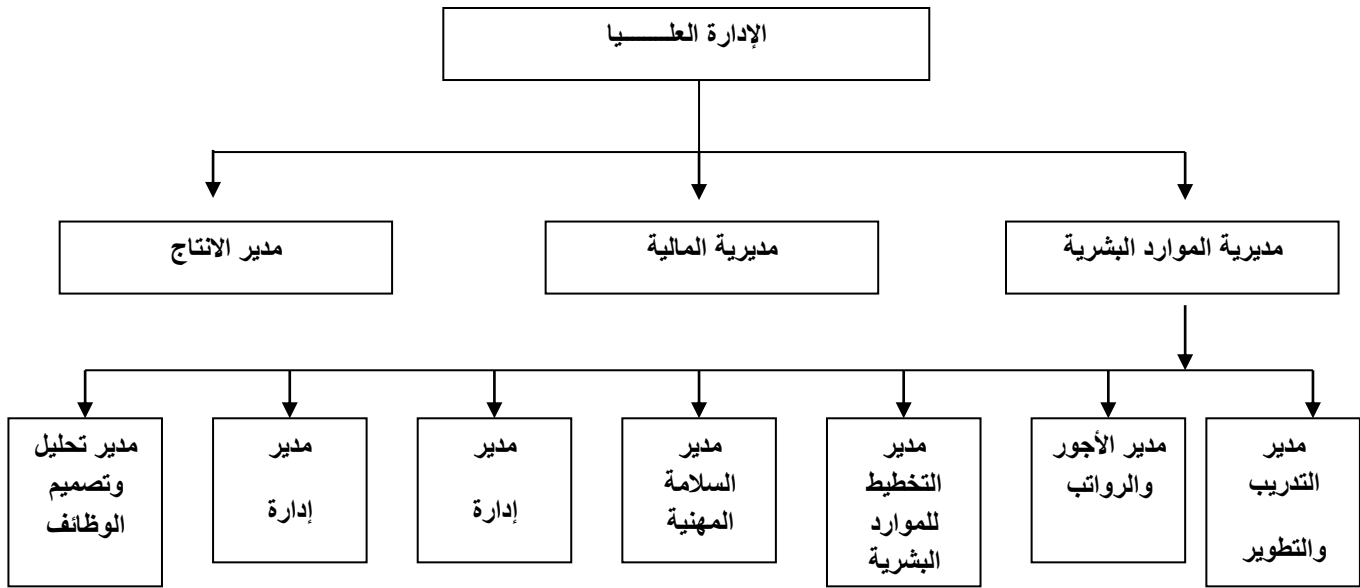 الإدارة العلـــــــيا
مديرية الموارد البشرية
مديرية المالية
مدير الانتاج
مدير
التدريب
والتطوير
مدير الأجور
والرواتب
مدير
التخطيط
للموارد
البشرية
مدير
السلامة
المهنية
مدير
إدارة
مدير
إدارة
مدير تحليل
وتصميم
الوظائف